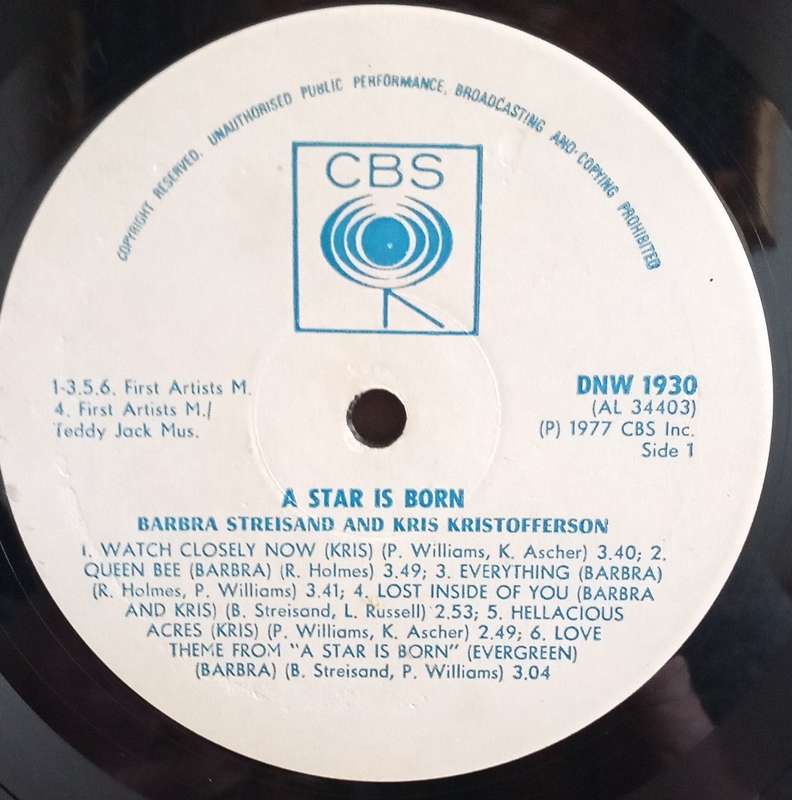 COPYRIGHT RESERVED. UNAUTHORISED PUBLIC PERFORMANCE, BROADCASTING AND COPYING PROHIBITED
CBS
1-3.5.6. First Artists M.
4. First Artists M./
Teddy Jack Mus.
DNW 1930
(AL 34403)
(P) 1977 CBS Inc.
Side 1
A STAR IS BORN
BARBRA STREISAND AND KRIS KRISTOFFERSON
1. WATCH CLOSELY NOW (KRIS) (P. Williams, K. Ascher) 3.40; 2.
QUEEN BEE (BARBRA) (R. Holmes) 3.49; 3. EVERYTHING (BARBRA)
(R. Holmes, P. Williams) 3.41; 4. LOST INSIDE OF YOU (BARBRA
AND KRIS) (B. Streisand, L. Russell) 2.53; 5. HELLACIOUS
ACRES (KRIS) (P. Williams, K. Ascher) 2.49; 6. LOVE
THEME FROM "A STAR IS BORN" (EVERGREEN)
(BARBRA) (B. Streisand, P. Williams) 3.04